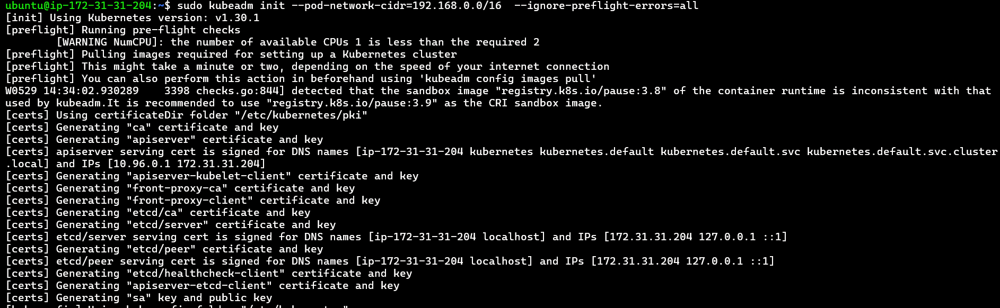 ubuntu@ip-172-31-31-204:~$ sudo kubeadm init --pod-network-cidr=192.168.0.0/16  --ignore-preflight-errors=all
[init] Using Kubernetes version: v1.30.1
[preflight] Running pre-flight checks
        [WARNING NumCPU]: the number of available CPUs 1 is less than the required 2
[preflight] Pulling images required for setting up a Kubernetes cluster
[preflight] This might take a minute or two, depending on the speed of your internet connection
[preflight] You can also perform this action in beforehand using 'kubeadm config images pull'
W0529 14:34:02.930289    3398 checks.go:844] detected that the sandbox image "registry.k8s.io/pause:3.8" of the container runtime is inconsistent with that
used by kubeadm.It is recommended to use "registry.k8s.io/pause:3.9" as the CRI sandbox image.
[certs] Using certificateDir folder "/etc/kubernetes/pki"
[certs] Generating "ca" certificate and key
[certs] Generating "apiserver" certificate and key
[certs] apiserver serving cert is signed for DNS names [ip-172-31-31-204 kubernetes kubernetes.default kubernetes.default.svc kubernetes.default.svc.cluster
.local] and IPs [10.96.0.1 172.31.31.204]
[certs] Generating "apiserver-kubelet-client" certificate and key
[certs] Generating "front-proxy-ca" certificate and key
[certs] Generating "front-proxy-client" certificate and key
[certs] Generating "etcd/ca" certificate and key
[certs] Generating "etcd/server" certificate and key
[certs] etcd/server serving cert is signed for DNS names [ip-172-31-31-204 localhost] and IPs [172.31.31.204 127.0.0.1 ::1]
[certs] Generating "etcd/peer" certificate and key
[certs] etcd/peer serving cert is signed for DNS names [ip-172-31-31-204 localhost] and IPs [172.31.31.204 127.0.0.1 ::1]
[certs] Generating "etcd/healthcheck-client" certificate and key
[certs] Generating "apiserver-etcd-client" certificate and key
[certs] Generating "sa" key and public key